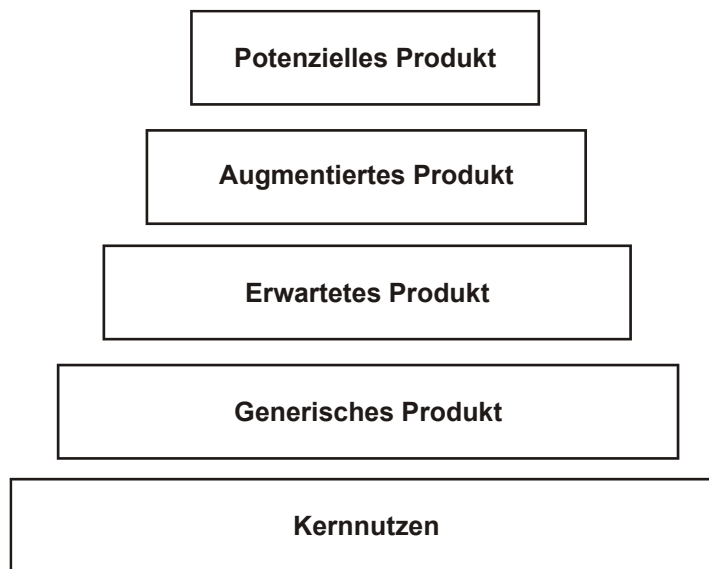 Potenzielles Produkt
Augmentiertes Produkt
Erwartetes Produkt
Generisches Produkt
Kernnutzen